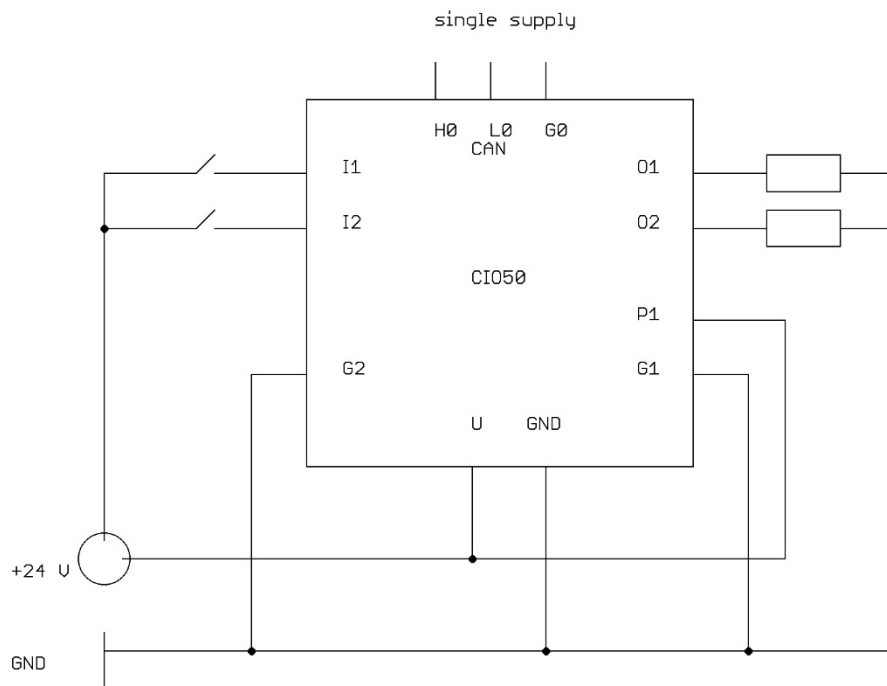 single supply
H0 L0 G0
CAN
I1 O1
I2 O2
CIO50
P1
G2 G1
U GND
+24 V
GND